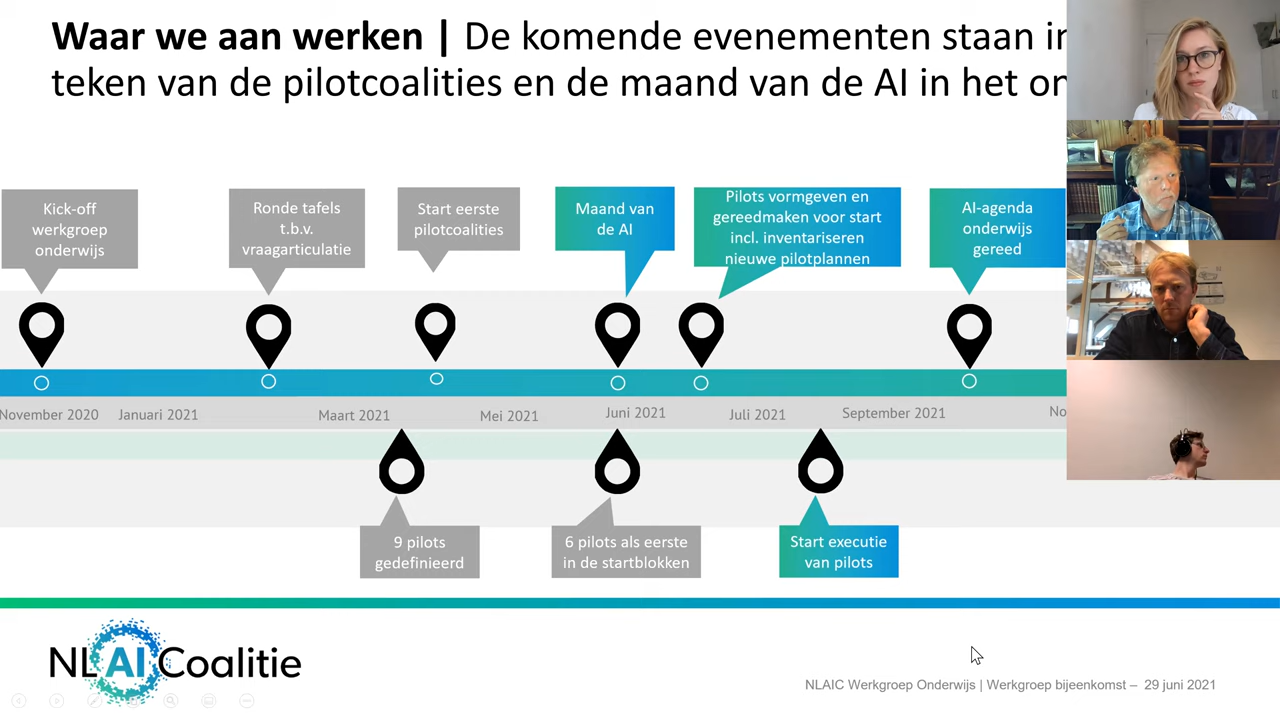 Waar we aan werken | De komende evenementen staan in
teken van de pilotcoalities en de maand van de AI in het on
Kick-off
werkgroep
onderwijs
Ronde tafels
t.b.v.
vraagarticulatie
Start eerste
pilotcoalities
Maand van
de AI
Pilots vormgeven en
gereedmaken voor start
incl. inventariseren
nieuwe pilotplannen
AI-agenda
onderwijs
gereed
November 2020
Januari 2021
Maart 2021
Mei 2021
Juni 2021
Juli 2021
September 2021
No
9 pilots
gedefinieerd
6 pilots als eerste
in de startblokken
Start executie
van pilots
NL AI Coalitie
NLAIC Werkgroep Onderwijs | Werkgroep bijeenkomst – 29 juni 2021